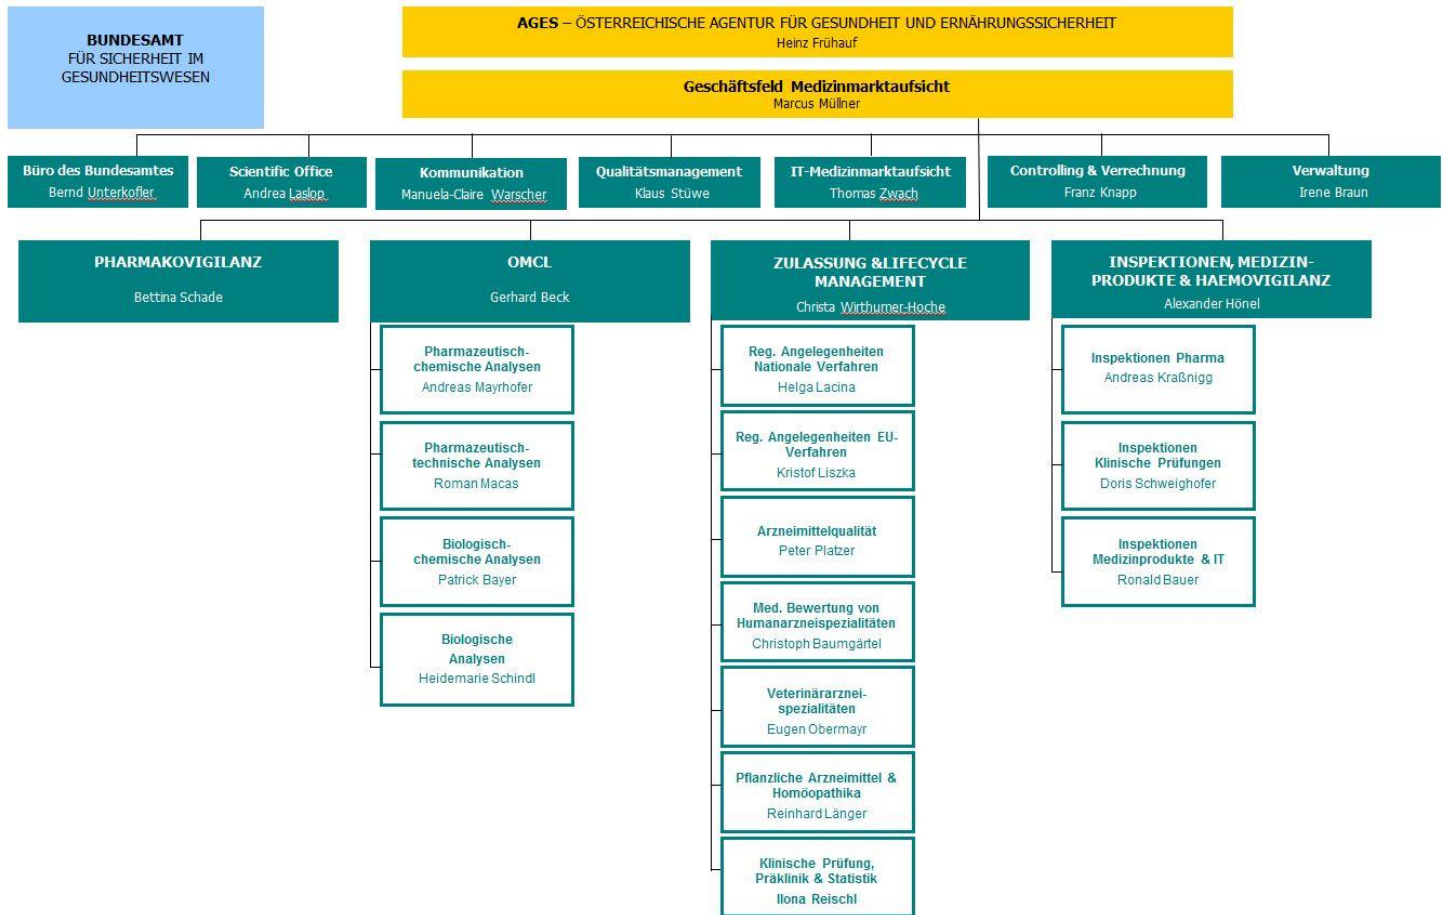 BUNDESAMT
FÜR SICHERHEIT IM
GESUNDHEITSWESEN
AGES – ÖSTERREICHISCHE AGENTUR FÜR GESUNDHEIT UND ERNÄHRUNGSSICHERHEIT
Heinz Frühauf
Geschäftsfeld Medizinmarktaufsicht
Marcus Müllner
Büro des Bundesamtes
Bernd Unterkofler
Scientific Office
Andrea Laslop
Kommunikation
Manuela-Claire Warscher
Qualitätsmanagement
Klaus Stüwe
IT-Medizinmarktaufsicht
Thomas Zwach
Controlling & Verrechnung
Franz Knapp
Verwaltung
Irene Braun
PHARMAKOVIGILANZ
Bettina Schade
OMCL
Gerhard Beck
ZULASSUNG &LIFECYCLE
MANAGEMENT
Christa Wirthumer-Hoche
INSPEKTIONEN, MEDIZIN-
PRODUKTE & HAEMOVIGILANZ
Alexander Hönel
Pharmazeutisch-
chemische Analysen
Andreas Mayrhofer
Pharmazeutisch-
technische Analysen
Roman Macas
Biologisch-
chemische Analysen
Patrick Bayer
Biologische
Analysen
Heidemarie Schindl
Reg. Angelegenheiten
Nationale Verfahren
Helga Lacina
Reg. Angelegenheiten EU-
Verfahren
Kristof Liszka
Arzneimittelqualität
Peter Platzer
Med. Bewertung von
Humanarzneispezialitäten
Christoph Baumgärtel
Veterinärarznei-
spezialitäten
Eugen Obermayr
Pflanzliche Arzneimittel &
Homöopathika
Reinhard Länger
Klinische Prüfung,
Präklinik & Statistik
Ilona Reischl
Inspektionen Pharma
Andreas Kraßnigg
Inspektionen
Klinische Prüfungen
Doris Schweighofer
Inspektionen
Medizinprodukte & IT
Ronald Bauer